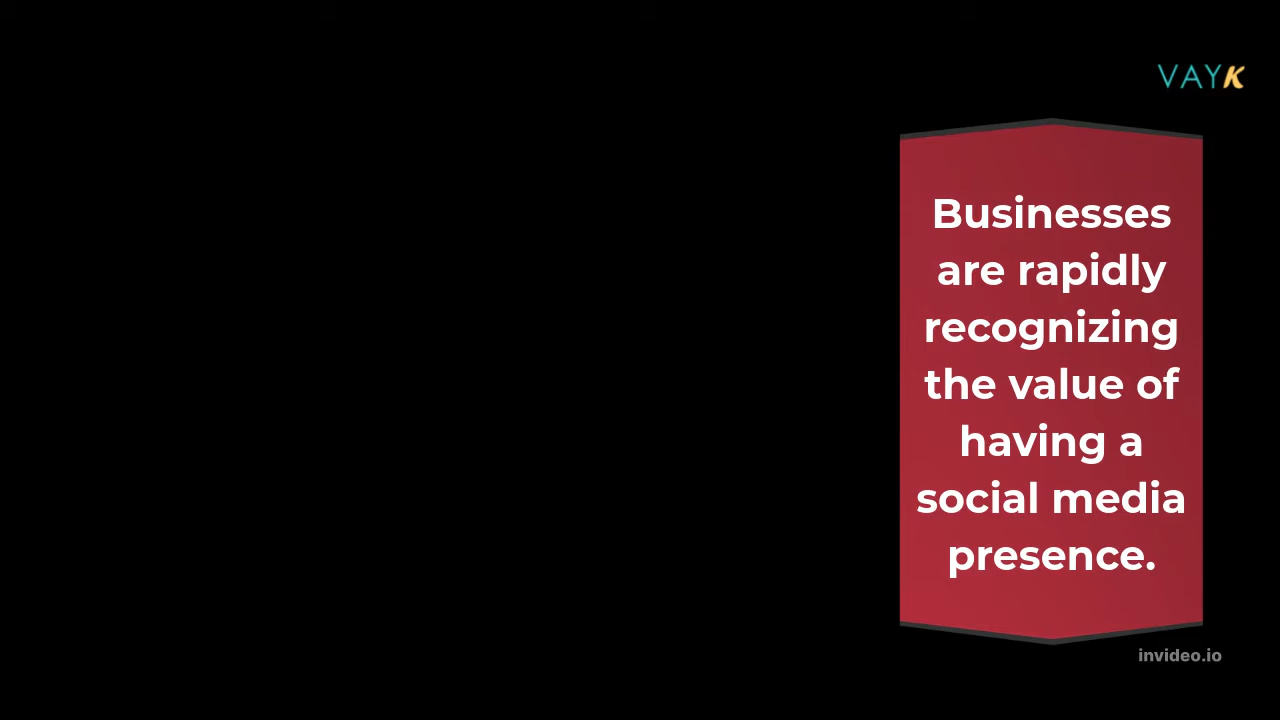 VAYK
Businesses
are rapidly
recognizing
the value of
having a
social media
presence.
invideo.io